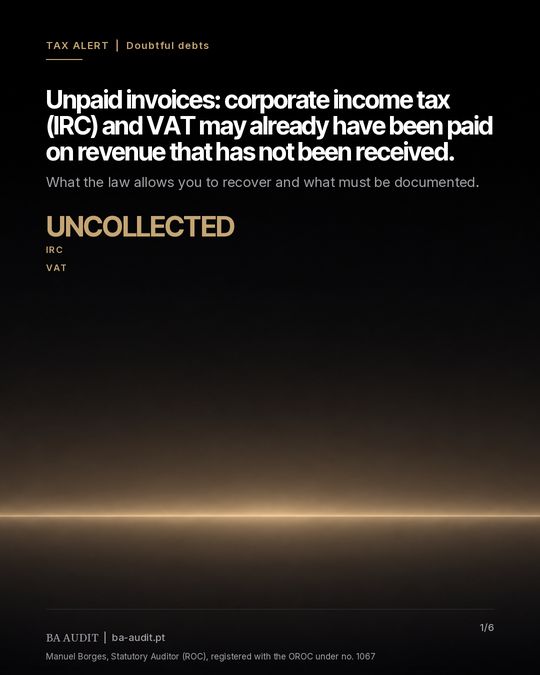 TAX ALERT | Doubtful debts
Unpaid invoices: corporate income tax
(IRC) and VAT may already have been paid
on revenue that has not been received.
What the law allows you to recover and what must be documented.
UNCOLLECTED
IRC
VAT
1/6
BA AUDIT | ba-audit.pt
Manuel Borges, Statutory Auditor (ROC), registered with the OROC under no. 1067